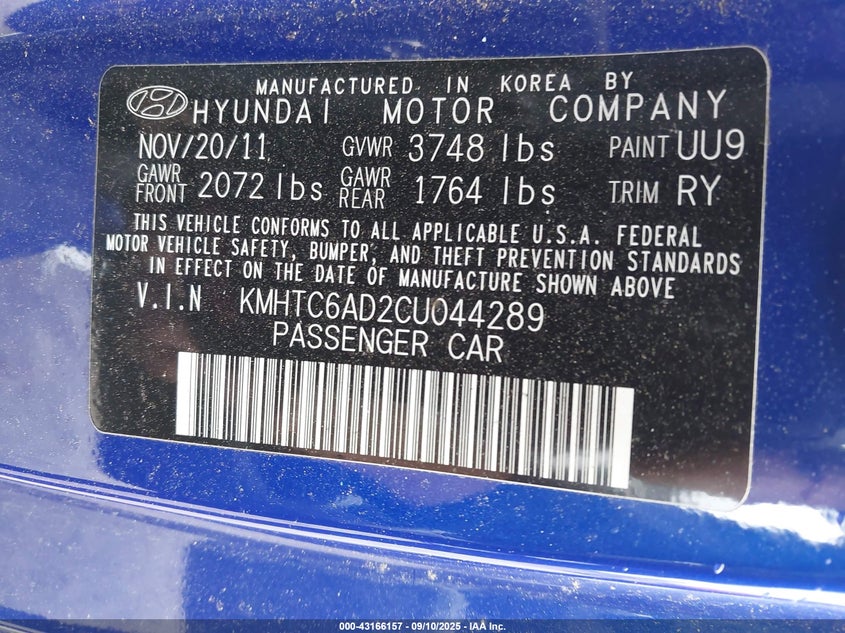 MANUFACTURED IN KOREA BY
HYUNDAI MOTOR COMPANY
NOV/20/11 GVWR 3748 lbs PAINT UU9
GAWR FRONT 2072 lbs GAWR REAR 1764 lbs TRIM RY
THIS VEHICLE CONFORMS TO ALL APPLICABLE U.S.A. FEDERAL
MOTOR VEHICLE SAFETY, BUMPER, AND THEFT PREVENTION STANDARDS
IN EFFECT ON THE DATE OF MANUFACTURE SHOWN ABOVE
V.I.N KMHTC6AD2CU044289
PASSENGER CAR
000-43166157 - 09/10/2025 - IAA Inc.